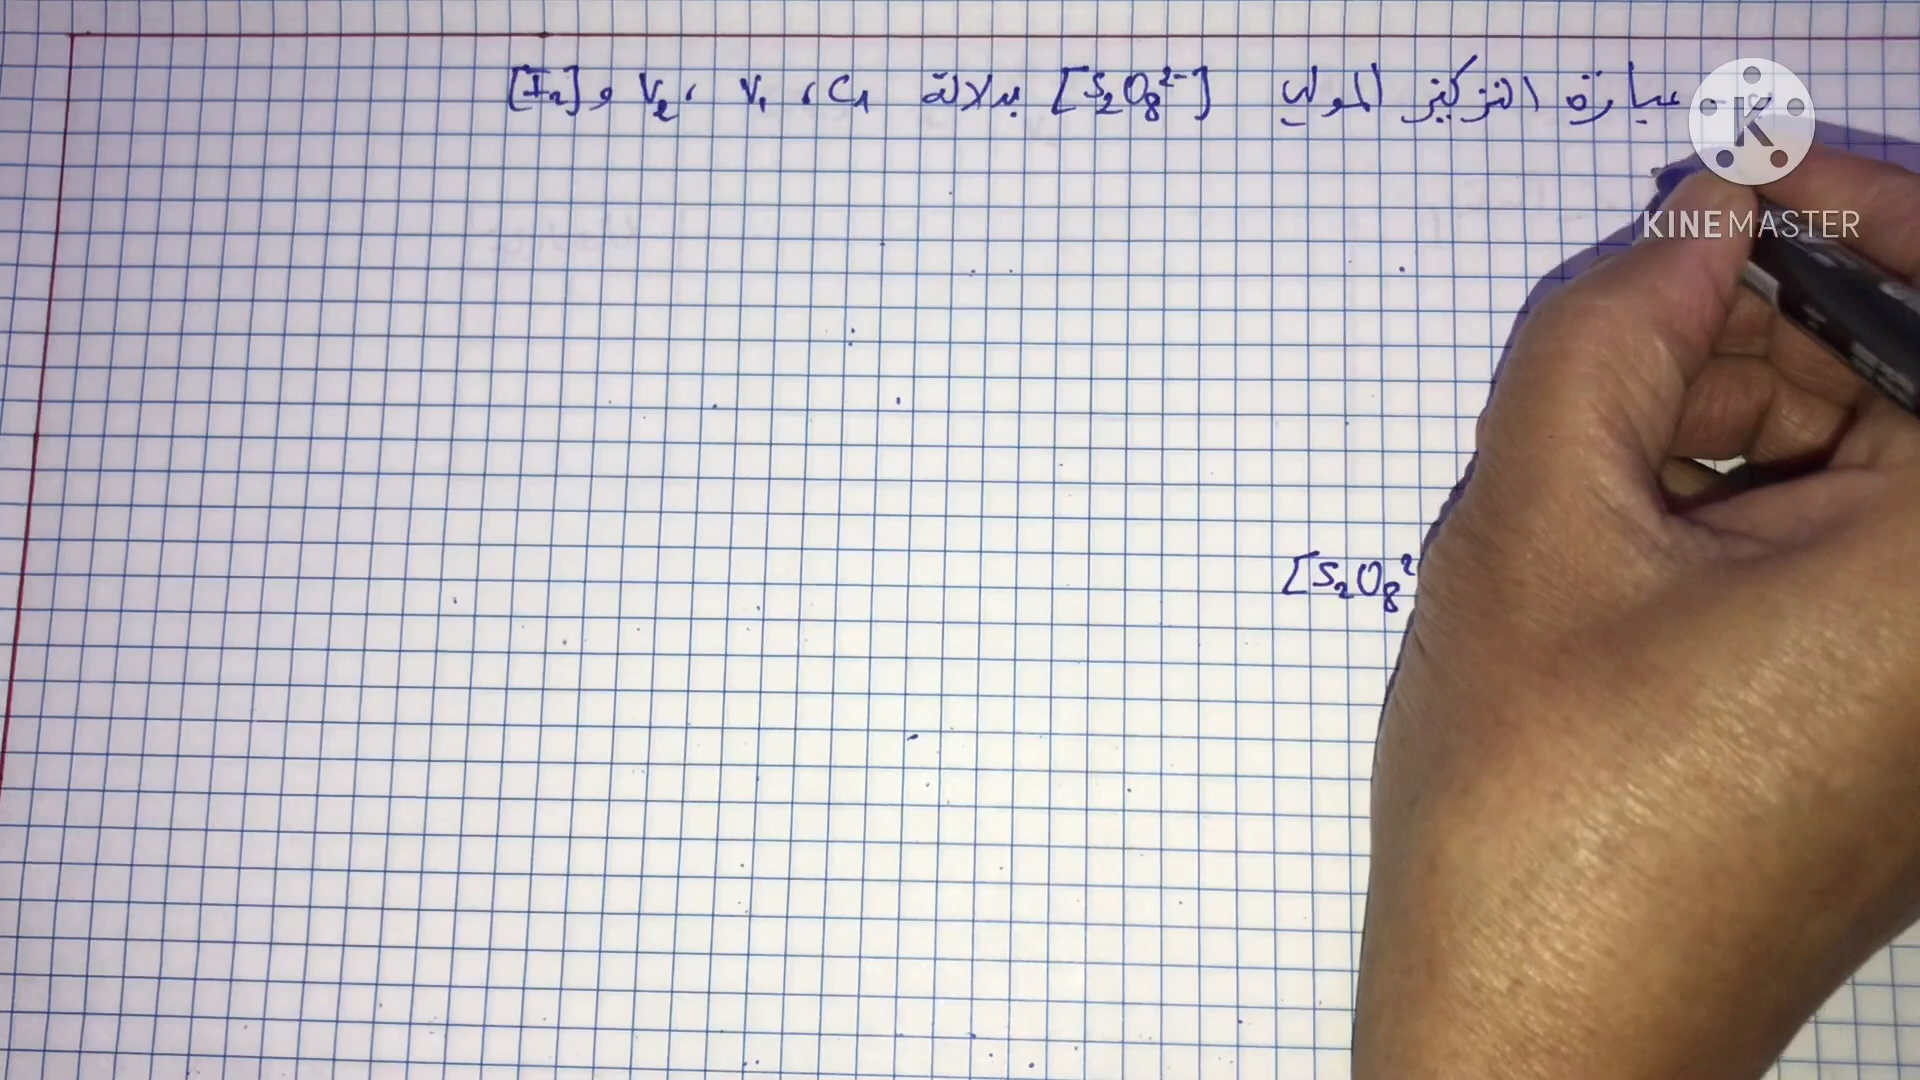 عبارة التركيز المولي [S₂O₈²⁻] بدلالة C₁ ، V₁ ، V₂ و [I₂]
KINEMASTER
[S₂O₈²